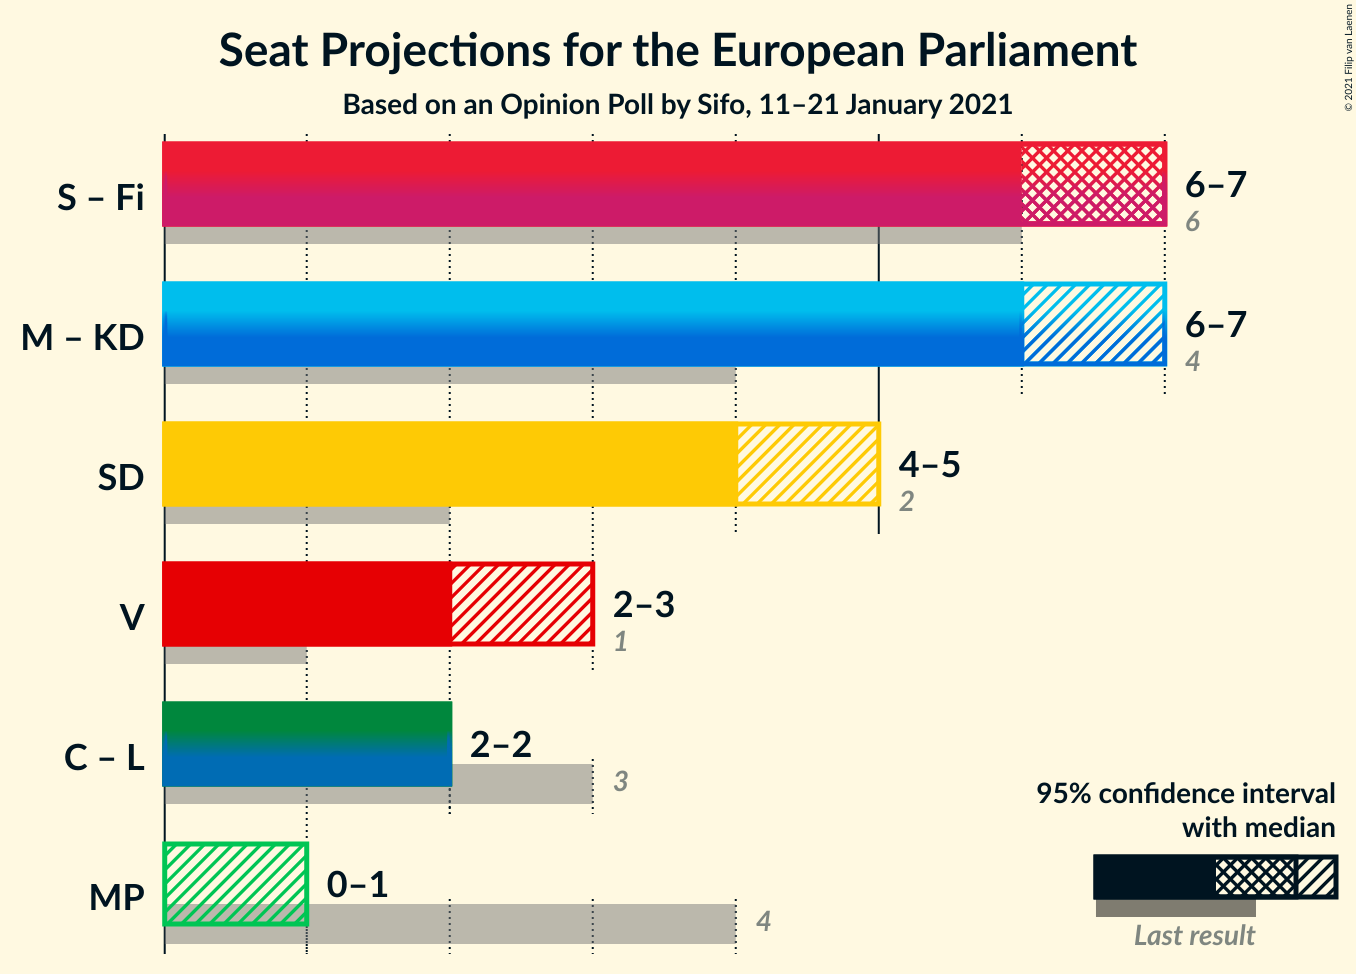 Seat Projections for the European Parliament
Based on an Opinion Poll by Sifo, 11–21 January 2021
© 2021 Filip van Laenen
S – Fi
6–7
6
M – KD
6–7
4
SD
4–5
2
V
2–3
1
C – L
2–2
3
MP
0–1
4
95% confidence interval
with median
Last result